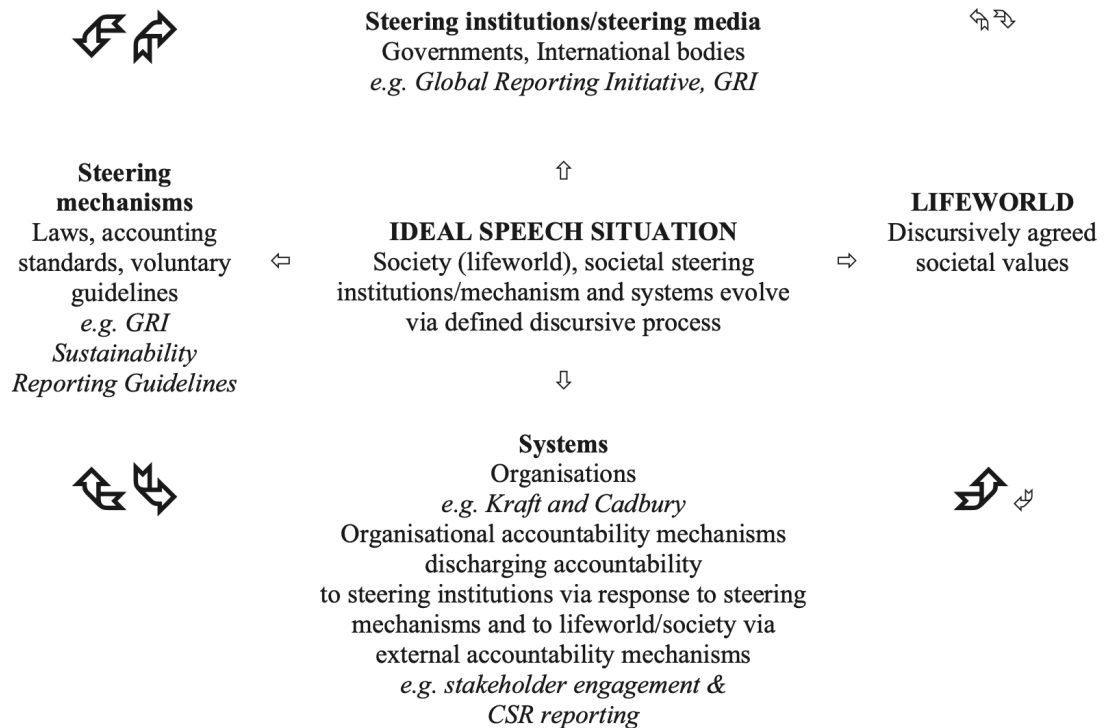 Steering institutions/steering media
Governments, International bodies
e.g. Global Reporting Initiative, GRI
Steering
mechanisms
Laws, accounting
standards, voluntary
guidelines
e.g. GRI
Sustainability
Reporting Guidelines
IDEAL SPEECH SITUATION
Society (lifeworld), societal steering
institutions/mechanism and systems evolve
via defined discursive process
LIFEWORLD
Discursively agreed
societal values
Systems
Organisations
e.g. Kraft and Cadbury
Organisational accountability mechanisms
discharging accountability
to steering institutions via response to steering
mechanisms and to lifeworld/society via
external accountability mechanisms
e.g. stakeholder engagement &
CSR reporting